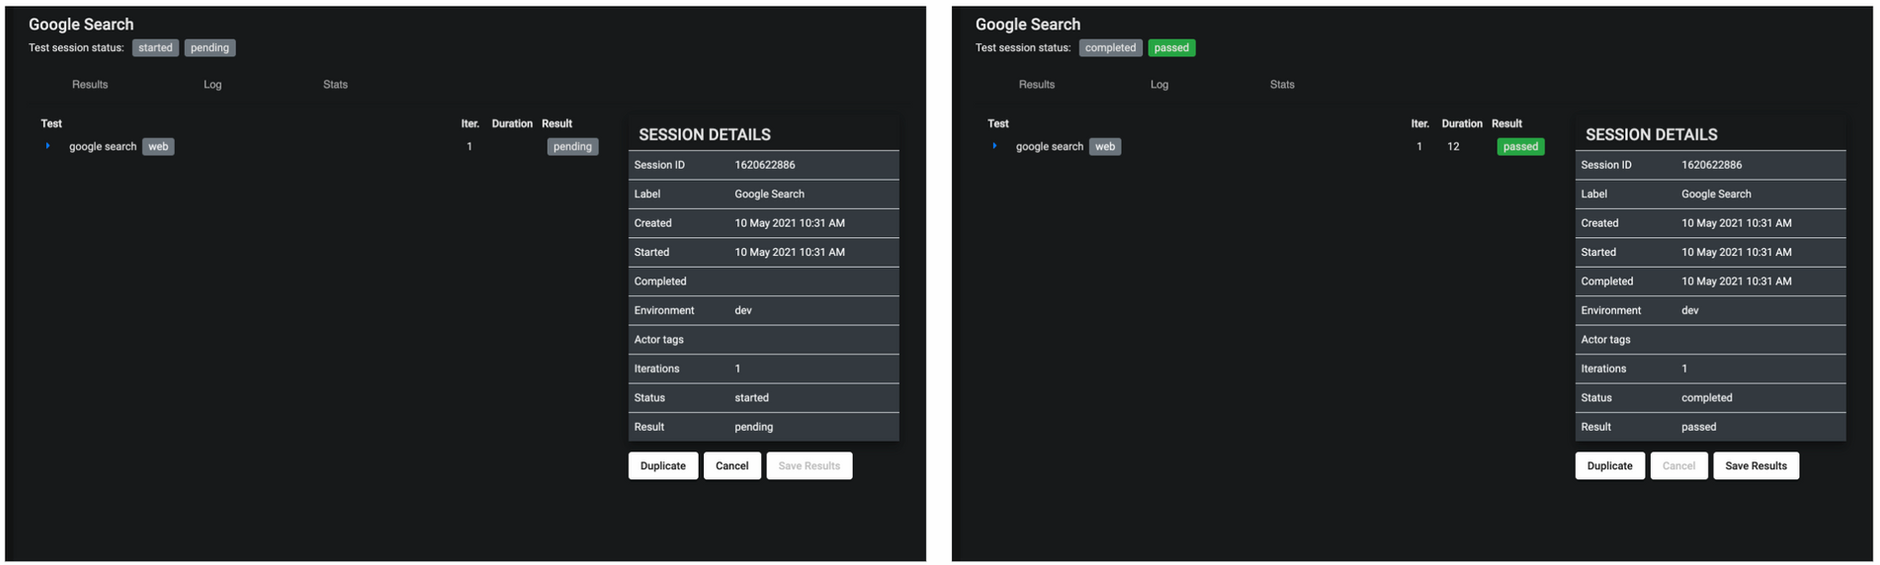 Google Search
Test session status: started pending
Results Log Stats
Test Iter. Duration Result
google search web 1 pending
SESSION DETAILS
Session ID 1620622886
Label Google Search
Created 10 May 2021 10:31 AM
Started 10 May 2021 10:31 AM
Completed
Environment dev
Actor tags
Iterations 1
Status started
Result pending
Duplicate Cancel Save Results
Google Search
Test session status: completed passed
Results Log Stats
Test Iter. Duration Result
google search web 1 12 passed
SESSION DETAILS
Session ID 1620622886
Label Google Search
Created 10 May 2021 10:31 AM
Started 10 May 2021 10:31 AM
Completed 10 May 2021 10:31 AM
Environment dev
Actor tags
Iterations 1
Status completed
Result passed
Duplicate Cancel Save Results